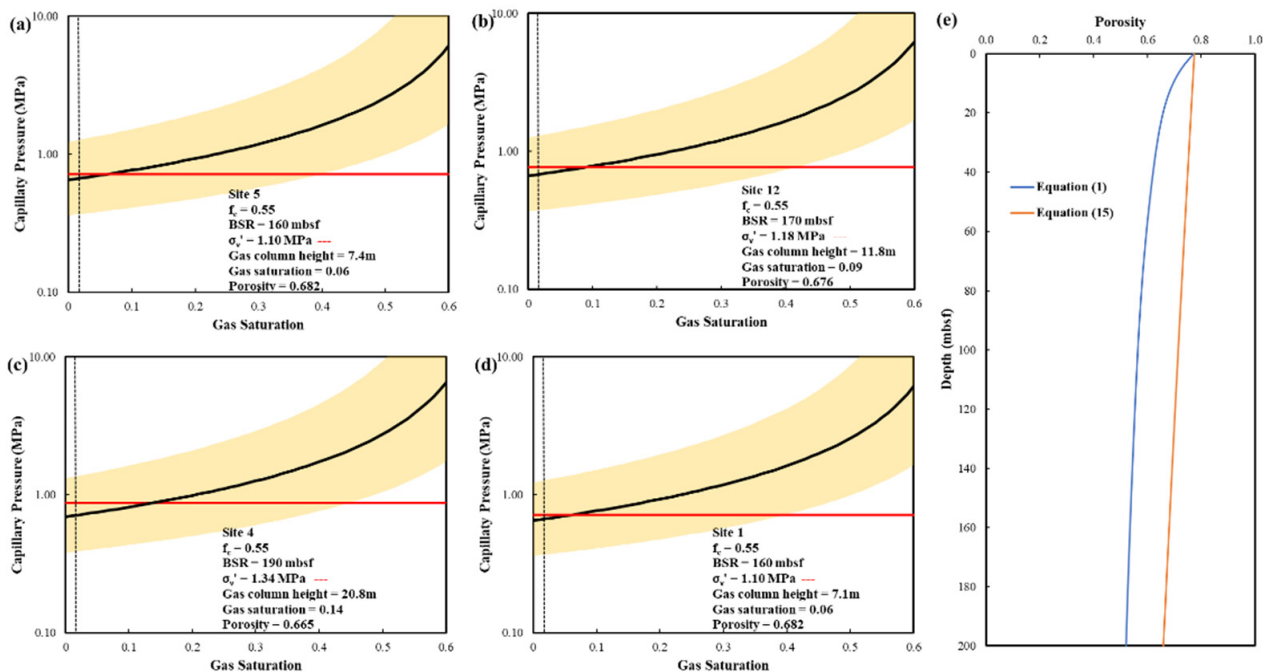 (a)
10.00
1.00
0.10
Capillaty Pressure (MPa)
Site 5
f_c = 0.55
BSR – 160 mbsf
σ_v' – 1.10 MPa ---
Gas column height = 7.4m
Gas saturation = 0.06
Porosity = 0.682
0 0.1 0.2 0.3 0.4 0.5 0.6
Gas Saturation
(b)
10.00
1.00
0.10
Capillary Pressure (MPa)
Site 12
f_c = 0.55
BSR = 170 mbsf
σ_v' – 1.18 MPa
Gas column height – 11.8m
Gas saturation – 0.09
Porosity = 0.676
0 0.1 0.2 0.3 0.4 0.5 0.6
Gas Saturation
(c)
10.00
1.00
0.10
Capillary Pressure (MPa)
Site 4
f_c – 0.55
BSR = 190 mbsf
σ_v' – 1.34 MPa ---
Gas column height = 20.8m
Gas saturation = 0.14
Porosity – 0.665
0 0.1 0.2 0.3 0.4 0.5 0.6
Gas Saturation
(d)
10.00
1.00
0.10
Capillary Pressure (MPa)
Site 1
f_c – 0.55
BSR = 160 mbsf
σ_v' – 1.10 MPa ---
Gas column height = 7.1m
Gas saturation = 0.06
Porosity – 0.682
0 0.1 0.2 0.3 0.4 0.5 0.6
Gas Saturation
(e)
Porosity
0.0 0.2 0.4 0.6 0.8 1.0
0
20
40
60
80
100
120
140
160
180
200
Depth (mbsf)
Equation (1)
Equation (15)